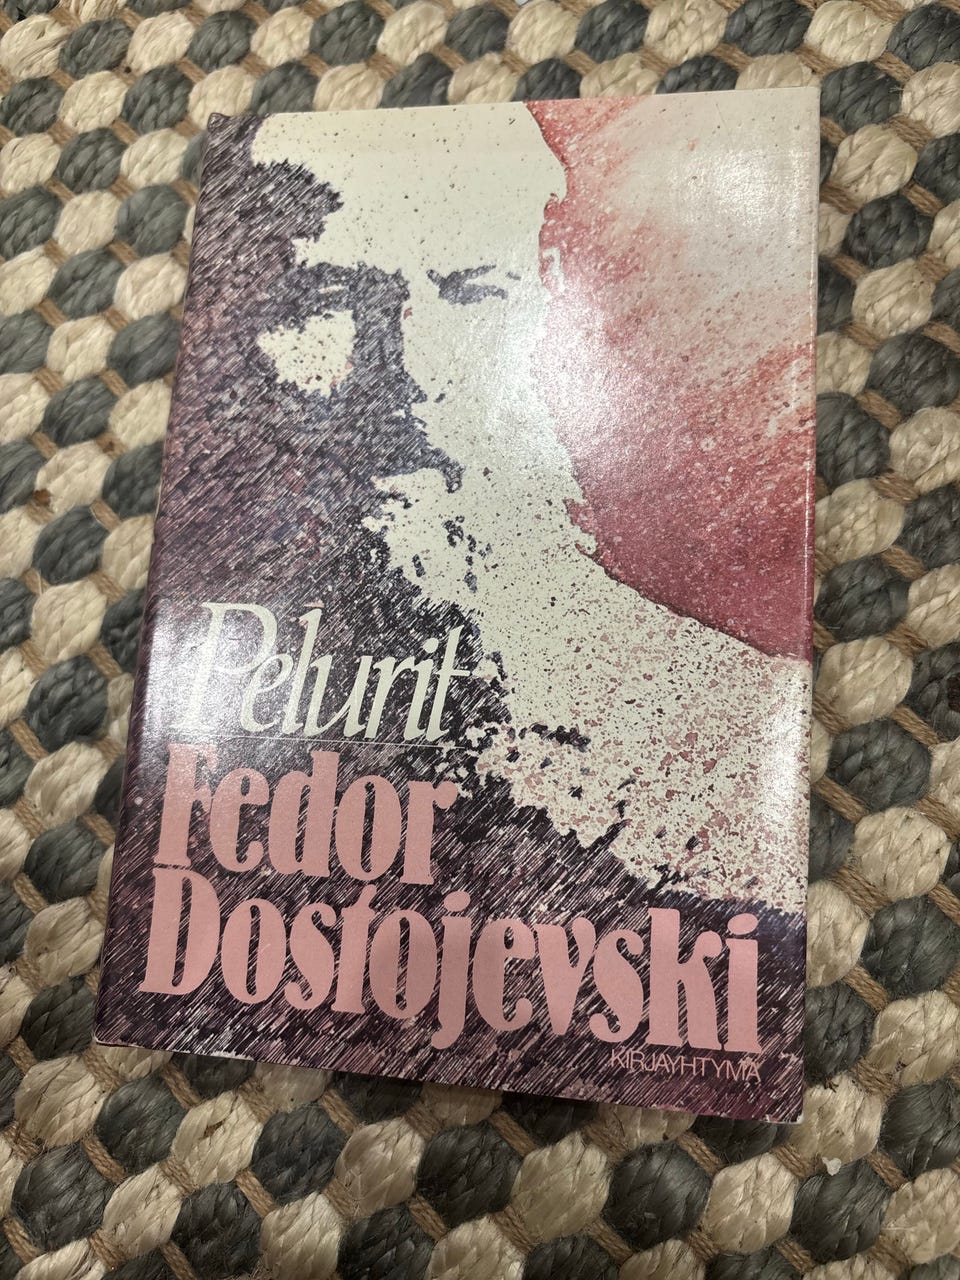 Pelurit
Fedor
Dostojevski
KIRJAYHTYMÄ